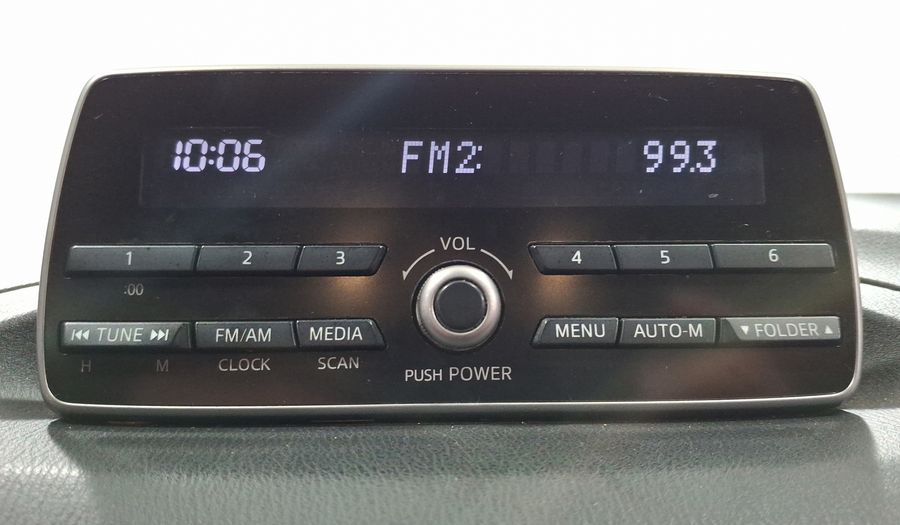 10:06 FM2: 99.3
VOL
1 2 3 4 5 6
:00
⏮ TUNE ⏭ FM/AM MEDIA MENU AUTO-M ▼ FOLDER ▲
H M CLOCK SCAN
PUSH POWER